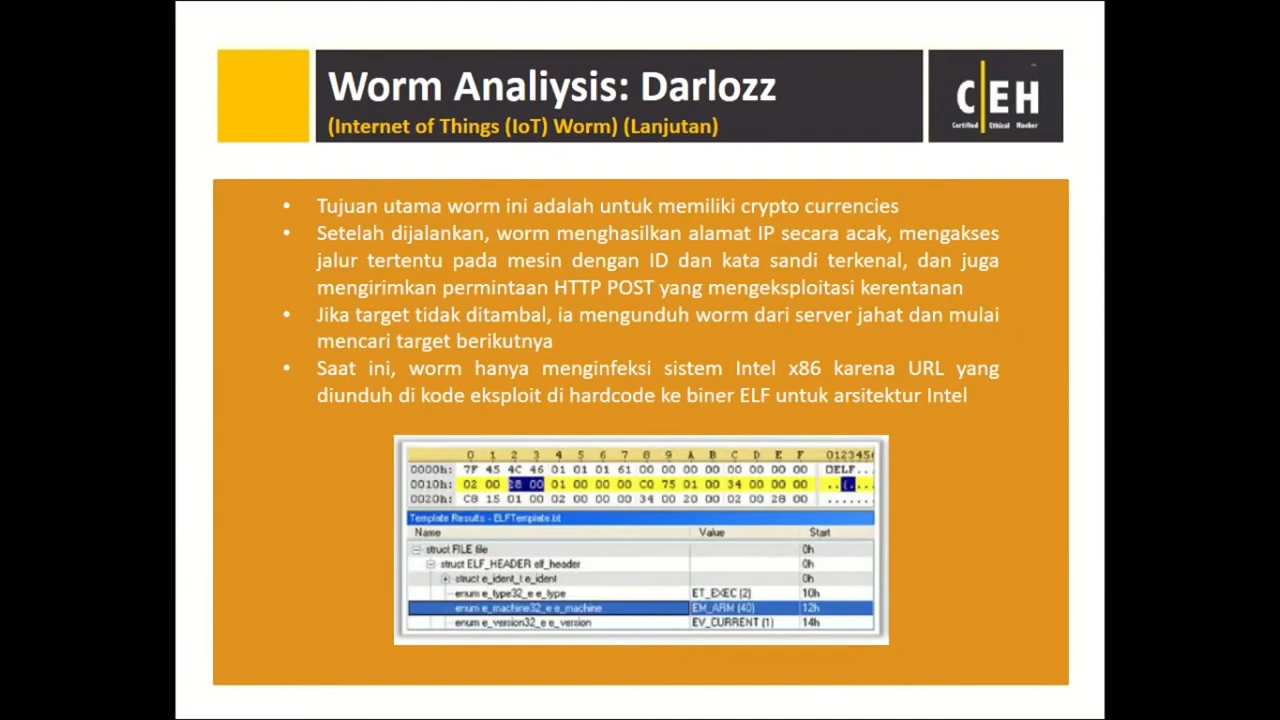 Worm Analiysis: Darlozz
(Internet of Things (IoT) Worm) (Lanjutan)
C|EH
Certified Ethical Hacker
• Tujuan utama worm ini adalah untuk memiliki crypto currencies
• Setelah dijalankan, worm menghasilkan alamat IP secara acak, mengakses
jalur tertentu pada mesin dengan ID dan kata sandi terkenal, dan juga
mengirimkan permintaan HTTP POST yang mengeksploitasi kerentanan
• Jika target tidak ditambal, ia mengunduh worm dari server jahat dan mulai
mencari target berikutnya
• Saat ini, worm hanya menginfeksi sistem Intel x86 karena URL yang
diunduh di kode eksploit di hardcode ke biner ELF untuk arsitektur Intel
0 1 2 3 4 5 6 7 8 9 A B C D E F 0123456
0000h: 7F 45 4C 46 01 01 01 61 00 00 00 00 00 00 00 00 ELF...
0010h: 02 00 28 00 01 00 00 00 C0 75 01 00 34 00 00 00 ..(.
0020h: C8 15 01 00 02 00 00 00 34 00 20 00 02 00 28 00 .......
Template Results - ELFTemplate.bt
Name Value Start
struct FILE file 0h
struct ELF_HEADER elf_header 0h
struct e_ident_t e_ident 0h
enum e_type32_e e_type ET_EXEC (2) 10h
enum e_machine32_e e_machine EM_ARM (40) 12h
enum e_version32_e e_version EV_CURRENT (1) 14h